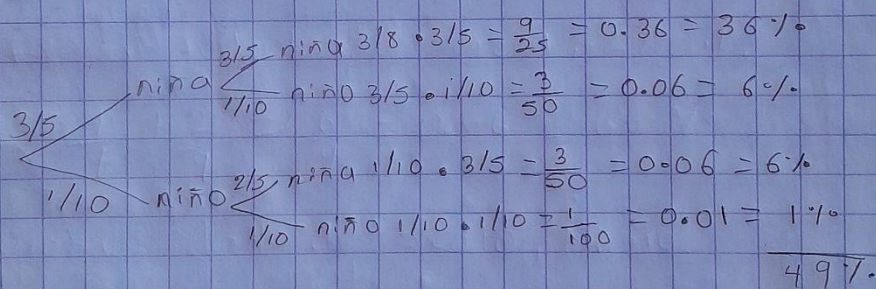 3/5 niña 3/8 • 3/5 = 9/25 = 0.36 = 36 %
niña
1/10 niño 3/5 • 1/10 = 3/50 = 0.06 = 6 %
3/5
2/5 niña 1/10 • 3/5 = 3/50 = 0.06 = 6%
1/10 niño
1/10 niño 1/10 • 1/10 = 1/100 = 0.01 = 1 %
49 %